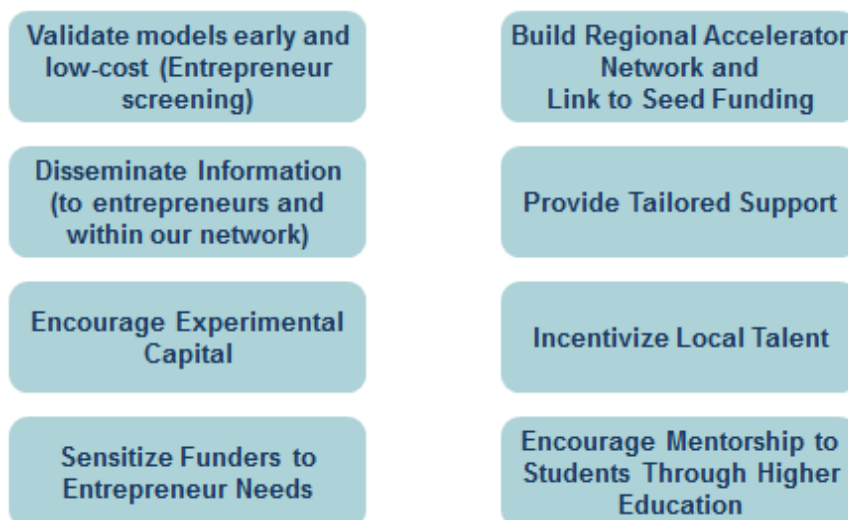 Validate models early and
low-cost (Entrepreneur
screening)
Build Regional Accelerator
Network and
Link to Seed Funding
Disseminate Information
(to entrepreneurs and
within our network)
Provide Tailored Support
Encourage Experimental
Capital
Incentivize Local Talent
Sensitize Funders to
Entrepreneur Needs
Encourage Mentorship to
Students Through Higher
Education